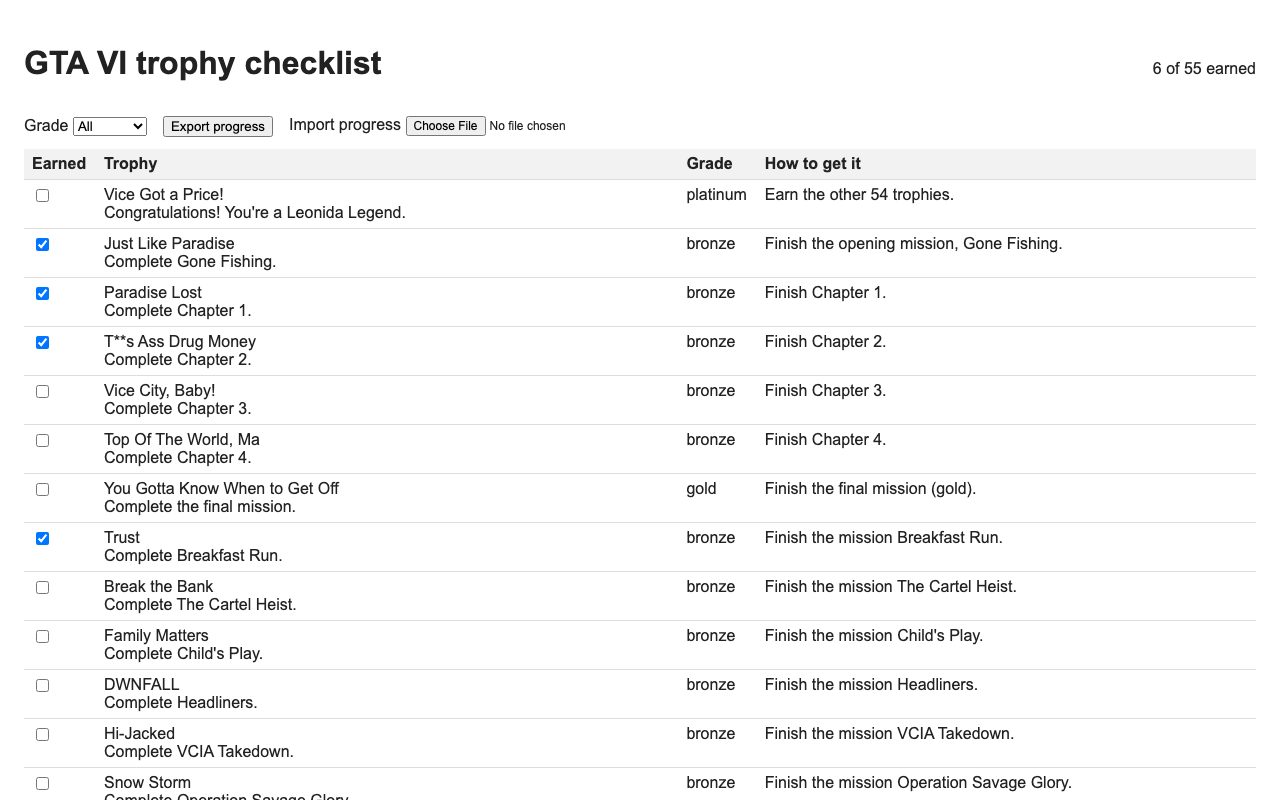 GTA VI trophy checklist
6 of 55 earned
Grade All Export progress Import progress Choose File No file chosen
Earned Trophy Grade How to get it
Vice Got a Price! platinum Earn the other 54 trophies.
Congratulations! You're a Leonida Legend.
Just Like Paradise bronze Finish the opening mission, Gone Fishing.
Complete Gone Fishing.
Paradise Lost bronze Finish Chapter 1.
Complete Chapter 1.
T**s Ass Drug Money bronze Finish Chapter 2.
Complete Chapter 2.
Vice City, Baby! bronze Finish Chapter 3.
Complete Chapter 3.
Top Of The World, Ma bronze Finish Chapter 4.
Complete Chapter 4.
You Gotta Know When to Get Off gold Finish the final mission (gold).
Complete the final mission.
Trust bronze Finish the mission Breakfast Run.
Complete Breakfast Run.
Break the Bank bronze Finish the mission The Cartel Heist.
Complete The Cartel Heist.
Family Matters bronze Finish the mission Child's Play.
Complete Child's Play.
DWNFALL bronze Finish the mission Headliners.
Complete Headliners.
Hi-Jacked bronze Finish the mission VCIA Takedown.
Complete VCIA Takedown.
Snow Storm bronze Finish the mission Operation Savage Glory.
Complete Operation Savage Glory.